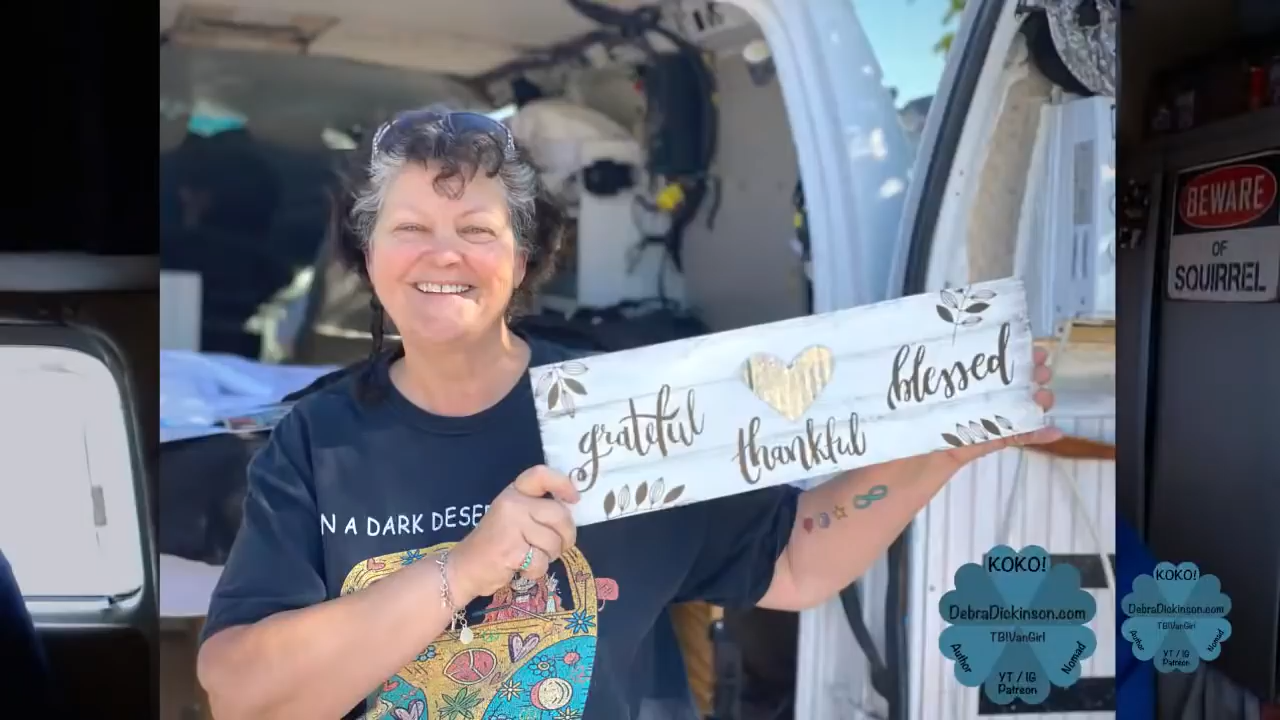 BEWARE
OF
SQUIRREL
grateful
thankful
blessed
N A DARK DESE
KOKO!
DebraDickinson.com
TBIVanGirl
Author
Nomad
YT / IG
Patreon
KOKO!
DebraDickinson.com
TBIVanGirl
Author
Nomad
YT / IG
Patreon